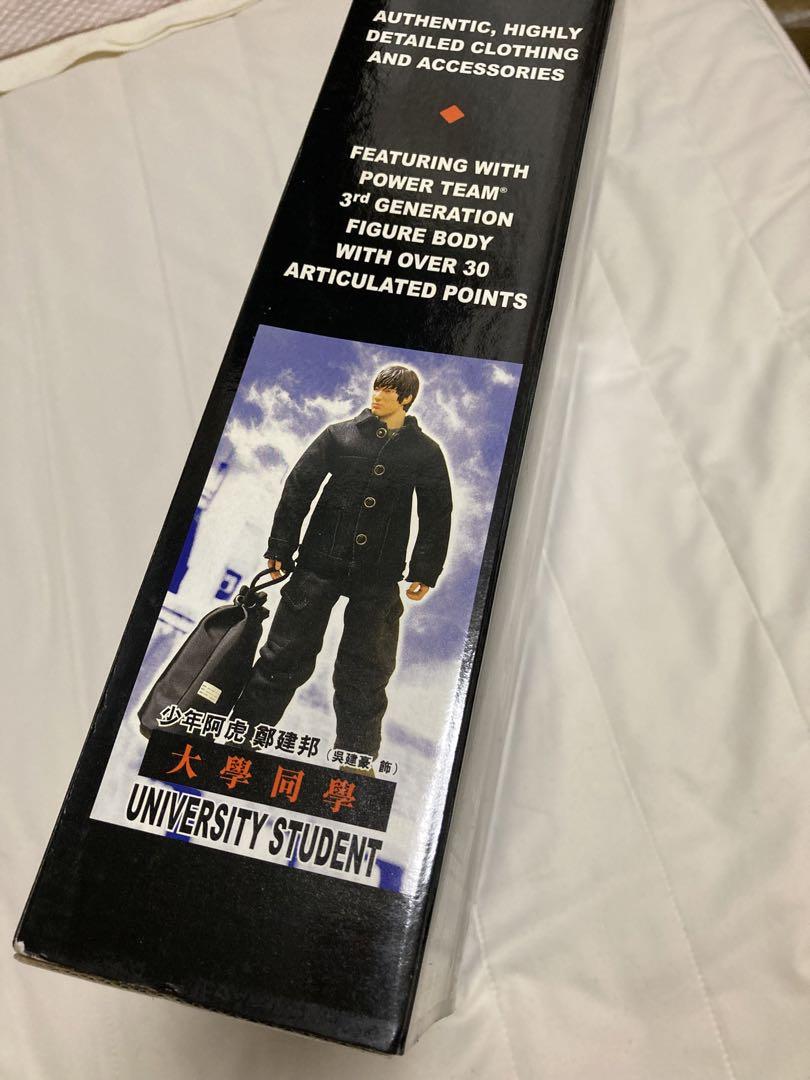 AUTHENTIC, HIGHLY
DETAILED CLOTHING
AND ACCESSORIES
FEATURING WITH
POWER TEAM®
3rd GENERATION
FIGURE BODY
WITH OVER 30
ARTICULATED POINTS
少年阿虎 鄭建邦 (吳建豪 飾)
大學同學
UNIVERSITY STUDENT